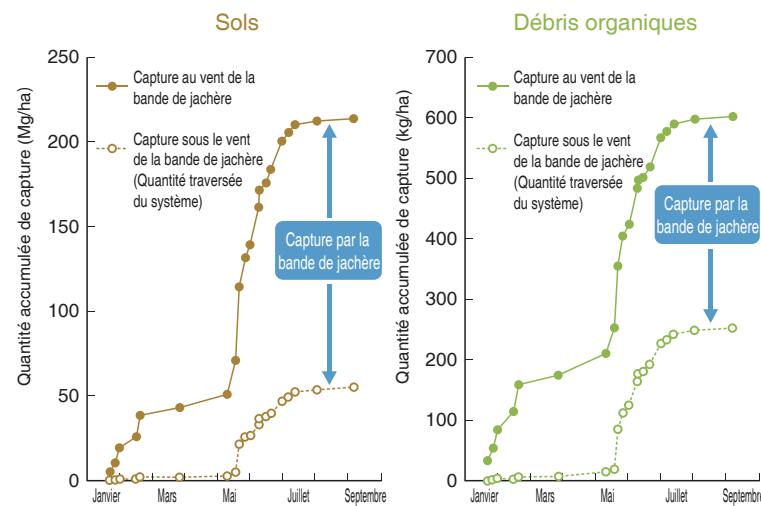 Sols
Quantité accumulée de capture (Mg/ha)
250
200
150
100
50
0
Capture au vent de la
bande de jachère
Capture sous le vent
de la bande de jachère
(Quantité traversée
du système)
Capture par la
bande de jachère
Janvier
Mars
Mai
Juillet
Septembre
Débris organiques
Quantité accumulée de capture (kg/ha)
700
600
500
400
300
200
100
0
Capture au vent de la
bande de jachère
Capture sous le vent
de la bande de jachère
(Quantité traversée
du système)
Capture par la
bande de jachère
Janvier
Mars
Mai
Juillet
Septembre